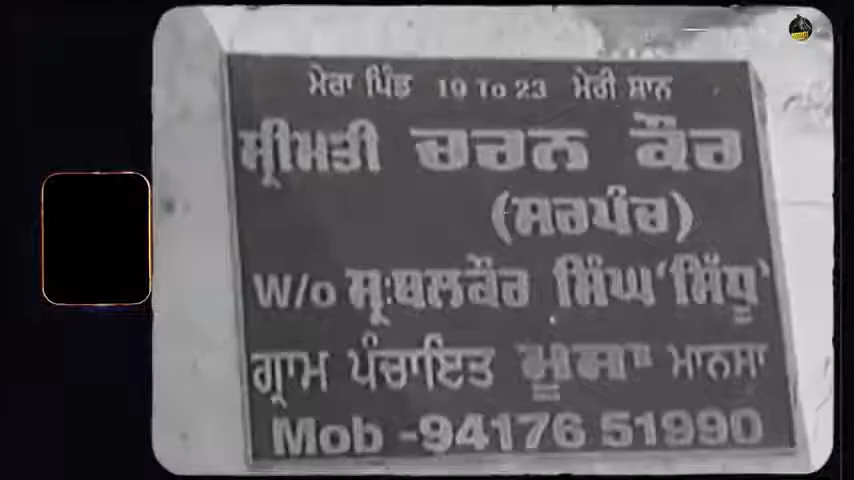 ਮੇਰਾ ਪਿੰਡ 19 To 23 ਮੇਰੀ ਸ਼ਾਨ
ਸ੍ਰੀਮਤੀ ਚਰਨ ਕੌਰ
(ਸਰਪੰਚ)
W/o ਸ੍ਰ:ਬਲਕੌਰ ਸਿੰਘ ‘ਸਿੱਧੂ’
ਗ੍ਰਾਮ ਪੰਚਾਇਤ ਮੂਸਾ ਮਾਨਸਾ
Mob -94176 51990